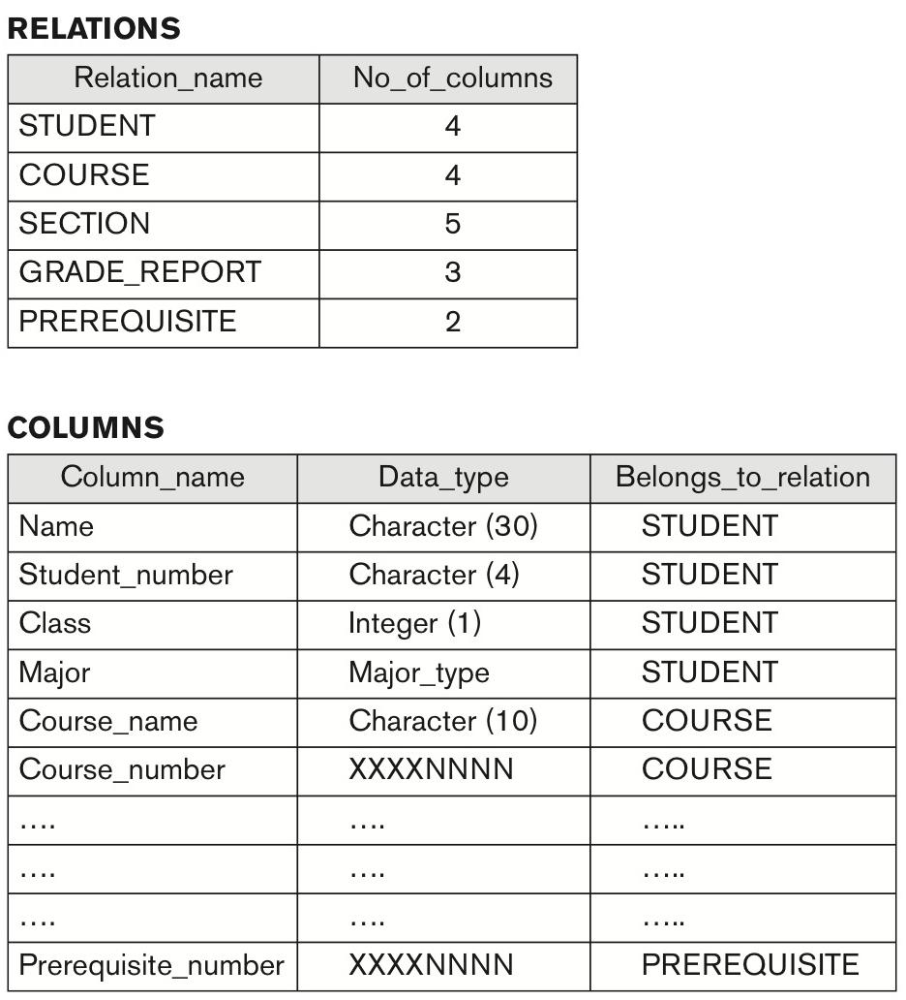 RELATIONS
Relation_name No_of_columns
STUDENT 4
COURSE 4
SECTION 5
GRADE_REPORT 3
PREREQUISITE 2
COLUMNS
Column_name Data_type Belongs_to_relation
Name Character (30) STUDENT
Student_number Character (4) STUDENT
Class Integer (1) STUDENT
Major Major_type STUDENT
Course_name Character (10) COURSE
Course_number XXXXNNNN COURSE
…. …. …..
…. …. …..
…. …. …..
Prerequisite_number XXXXNNNN PREREQUISITE